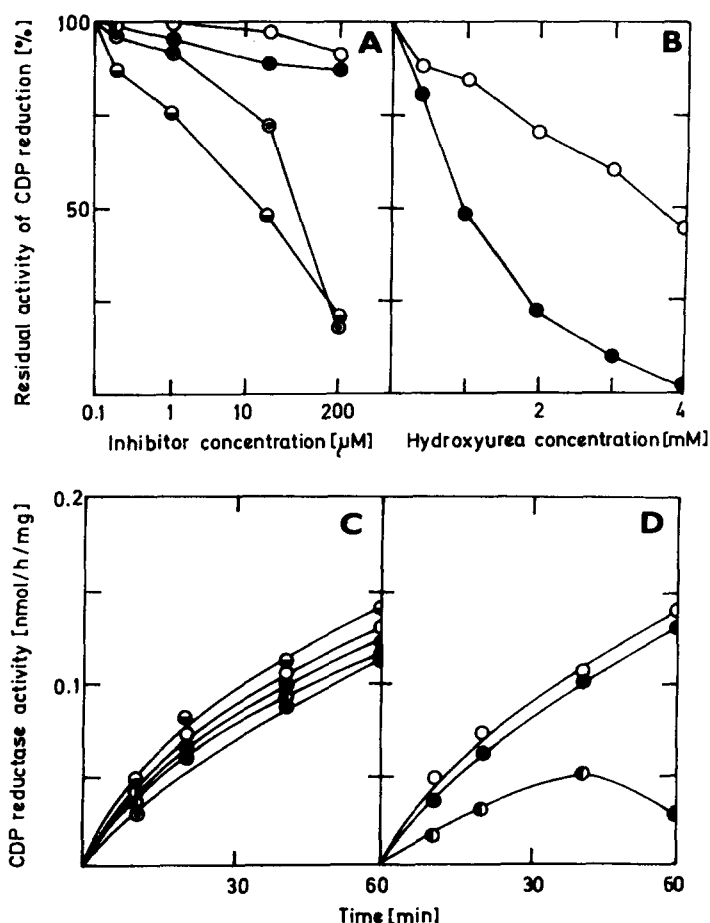 Residual activity of CDP reduction [%]
100
50
A
0.1 1 10 200
Inhibitor concentration [µM]
B
2 4
Hydroxyurea concentration [mM]
CDP reductase activity [nmol/h/mg]
0.2
0.1
C
30 60
D
30 60
Time [min]